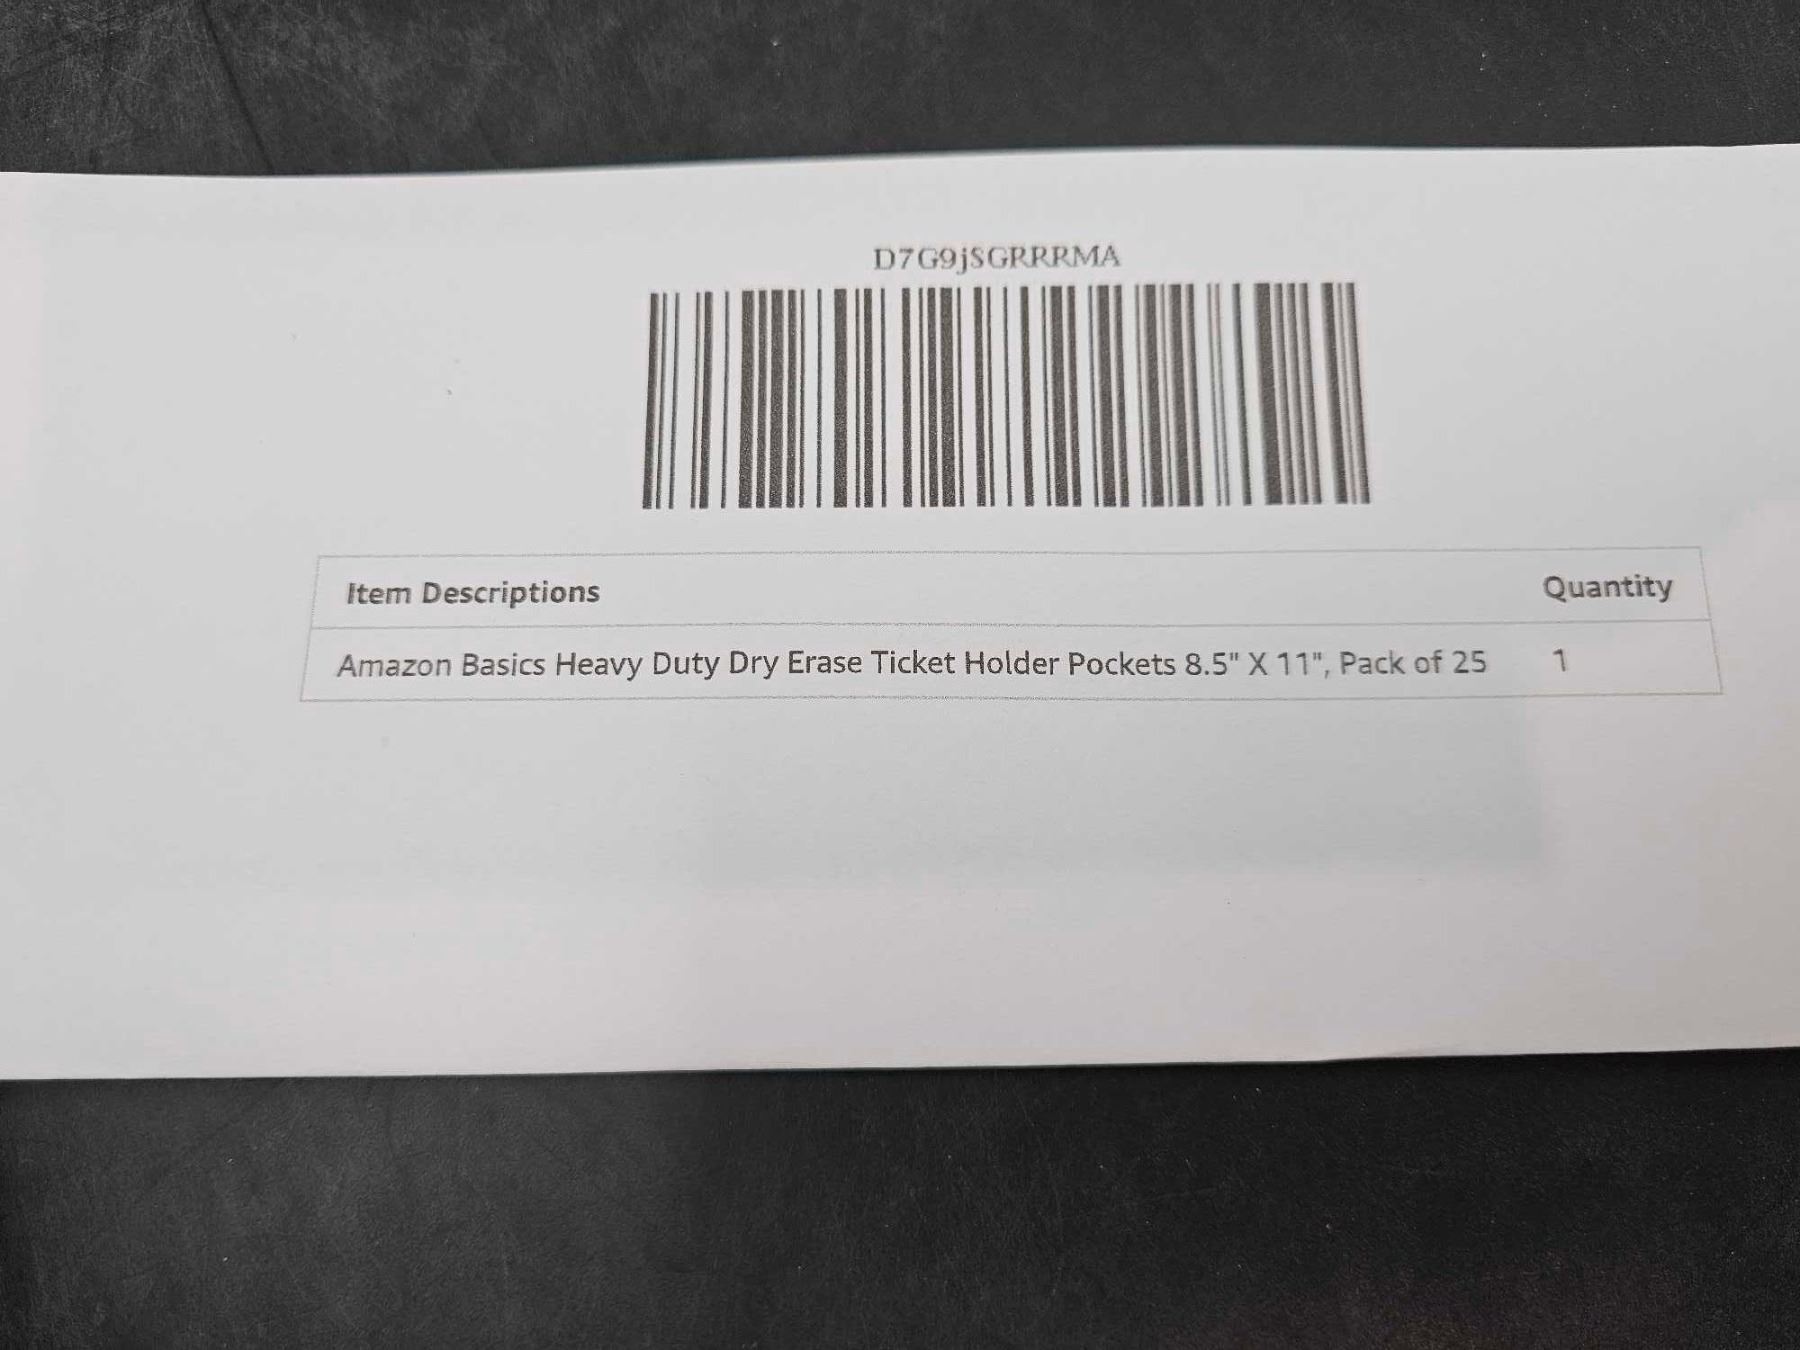 D7G9jSGRRRMA
Item Descriptions Quantity
Amazon Basics Heavy Duty Dry Erase Ticket Holder Pockets 8.5" X 11", Pack of 25 1